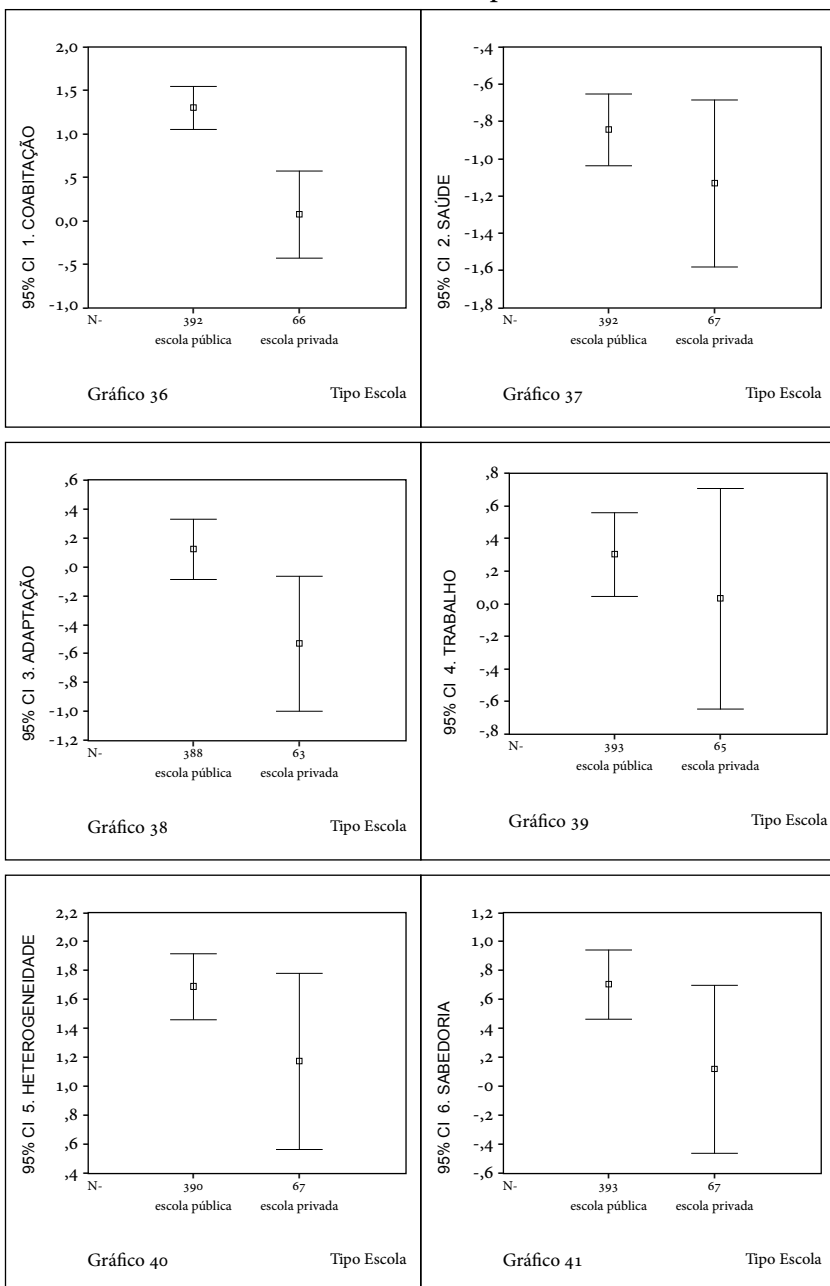 2,0
1,5
1,0
,5
0,0
-,5
-1,0
95% CI 1. COABITAÇÃO
N- 392 66
escola pública escola privada
Gráfico 36 Tipo Escola
-,4
-,6
-,8
-1,0
-1,2
-1,4
-1,6
-1,8
95% CI 2. SAÚDE
N- 392 67
escola pública escola privada
Gráfico 37 Tipo Escola
,6
,4
,2
,0
-,2
-,4
-,6
-,8
-1,0
-1,2
95% CI 3. ADAPTAÇÃO
N- 388 63
escola pública escola privada
Gráfico 38 Tipo Escola
,8
,6
,4
,2
0,0
-,2
-,4
-,6
-,8
95% CI 4. TRABALHO
N- 393 65
escola pública escola privada
Gráfico 39 Tipo Escola
2,2
2,0
1,8
1,6
1,4
1,2
1,0
,8
,6
,4
95% CI 5. HETEROGENEIDADE
N- 390 67
escola pública escola privada
Gráfico 40 Tipo Escola
1,2
1,0
,8
,6
,4
,2
-0
-,2
-,4
-,6
95% CI 6. SABEDORIA
N- 393 67
escola pública escola privada
Gráfico 41 Tipo Escola